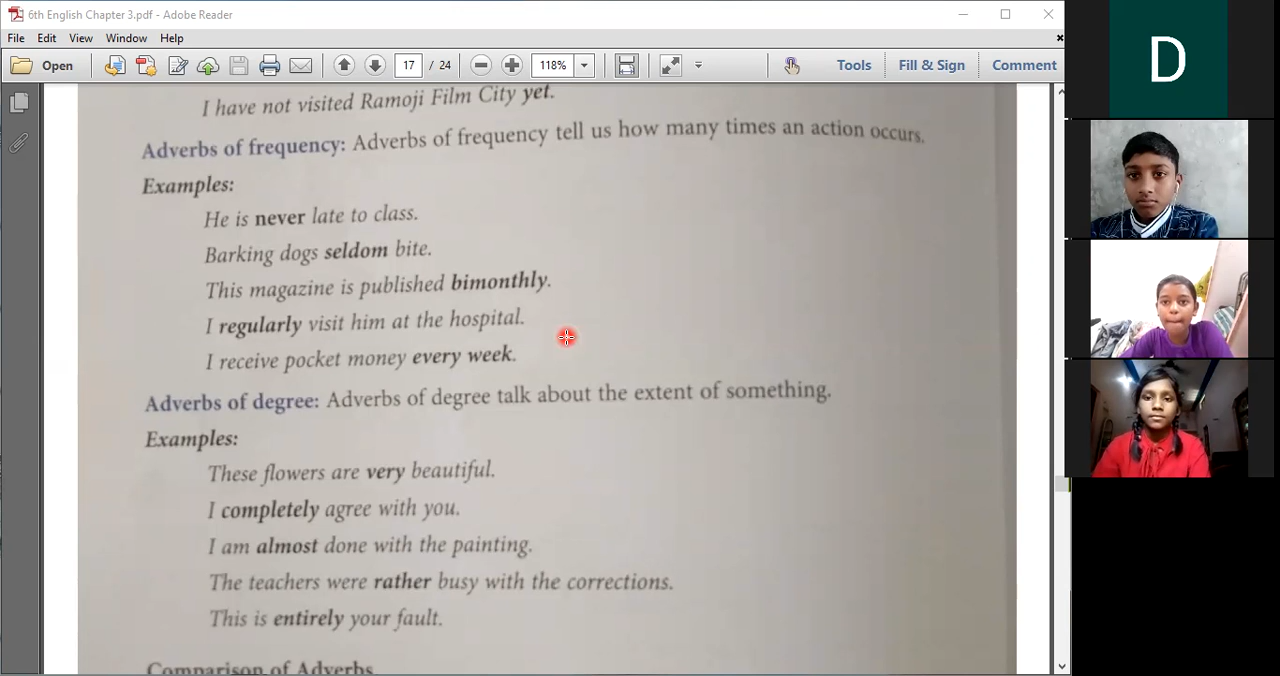 6th English Chapter 3.pdf - Adobe Reader
File Edit View Window Help
Open 17 / 24 118% Tools Fill & Sign Comment
I have not visited Ramoji Film City yet.
Adverbs of frequency: Adverbs of frequency tell us how many times an action occurs.
Examples:
He is never late to class.
Barking dogs seldom bite.
This magazine is published bimonthly.
I regularly visit him at the hospital.
I receive pocket money every week.
Adverbs of degree: Adverbs of degree talk about the extent of something.
Examples:
These flowers are very beautiful.
I completely agree with you.
I am almost done with the painting.
The teachers were rather busy with the corrections.
This is entirely your fault.
Comparison of Adverbs
D